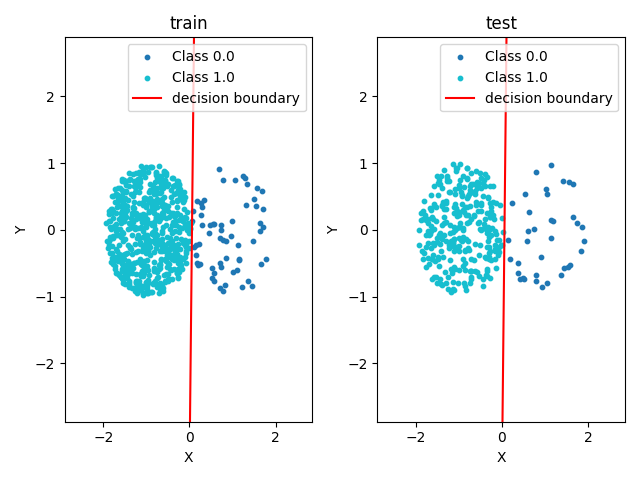 train
Class 0.0
Class 1.0
decision boundary
2
1
0
−1
−2
Y
−2
0
2
X
test
Class 0.0
Class 1.0
decision boundary
2
1
0
−1
−2
Y
−2
0
2
X